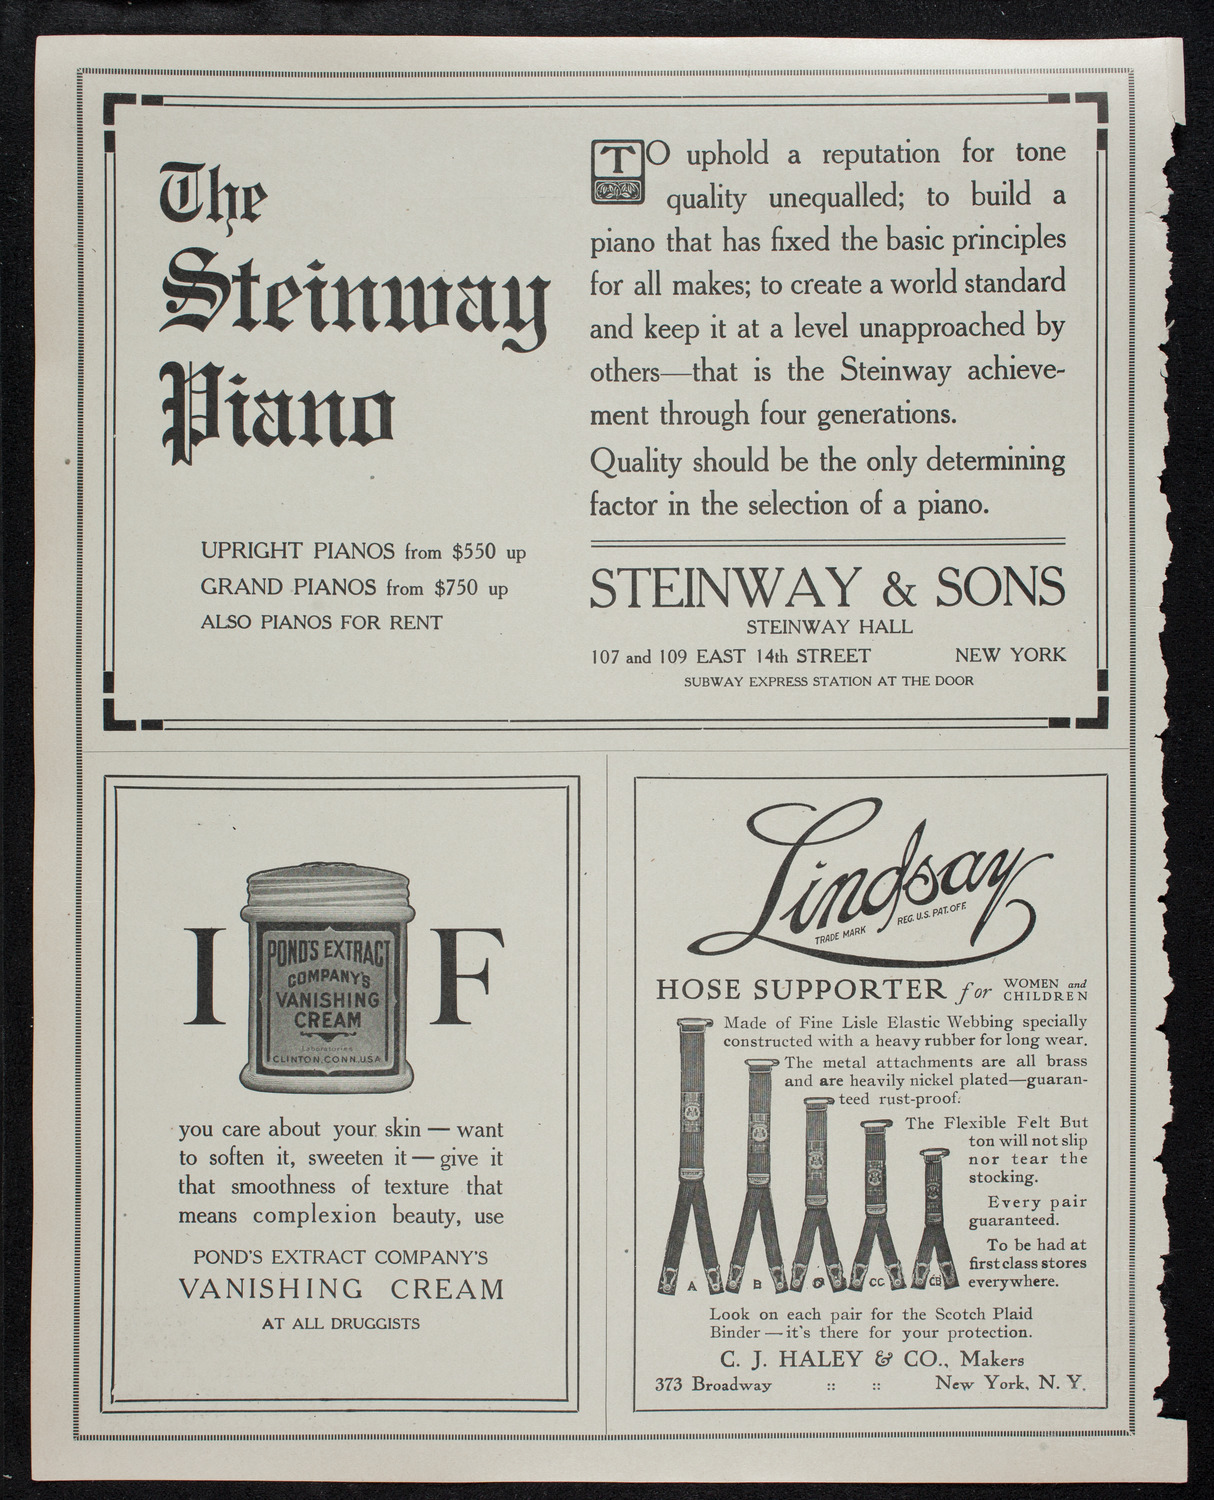 The
Steinway
Piano
UPRIGHT PIANOS from $550 up
GRAND PIANOS from $750 up
ALSO PIANOS FOR RENT
TO uphold a reputation for tone
quality unequalled; to build a
piano that has fixed the basic principles
for all makes; to create a world standard
and keep it at a level unapproached by
others—that is the Steinway achieve-
ment through four generations.
Quality should be the only determining
factor in the selection of a piano.
STEINWAY & SONS
STEINWAY HALL
107 and 109 EAST 14th STREET NEW YORK
SUBWAY EXPRESS STATION AT THE DOOR
IF
POND'S EXTRACT
COMPANY'S
VANISHING
CREAM
Laboratories
CLINTON.CONN.USA
you care about your skin — want
to soften it, sweeten it — give it
that smoothness of texture that
means complexion beauty, use
POND'S EXTRACT COMPANY'S
VANISHING CREAM
AT ALL DRUGGISTS
Lindsay
TRADE MARK REG. U.S. PAT. OFF.
HOSE SUPPORTER for WOMEN and CHILDREN
Made of Fine Lisle Elastic Webbing specially
constructed with a heavy rubber for long wear.
The metal attachments are all brass
and are heavily nickel plated—guaran-
teed rust-proof.
The Flexible Felt But
ton will not slip
nor tear the
stocking.
Every pair
guaranteed.
To be had at
first class stores
everywhere.
A B D CC CB
Look on each pair for the Scotch Plaid
Binder — it's there for your protection.
C. J. HALEY & CO., Makers
373 Broadway :: :: New York, N. Y.